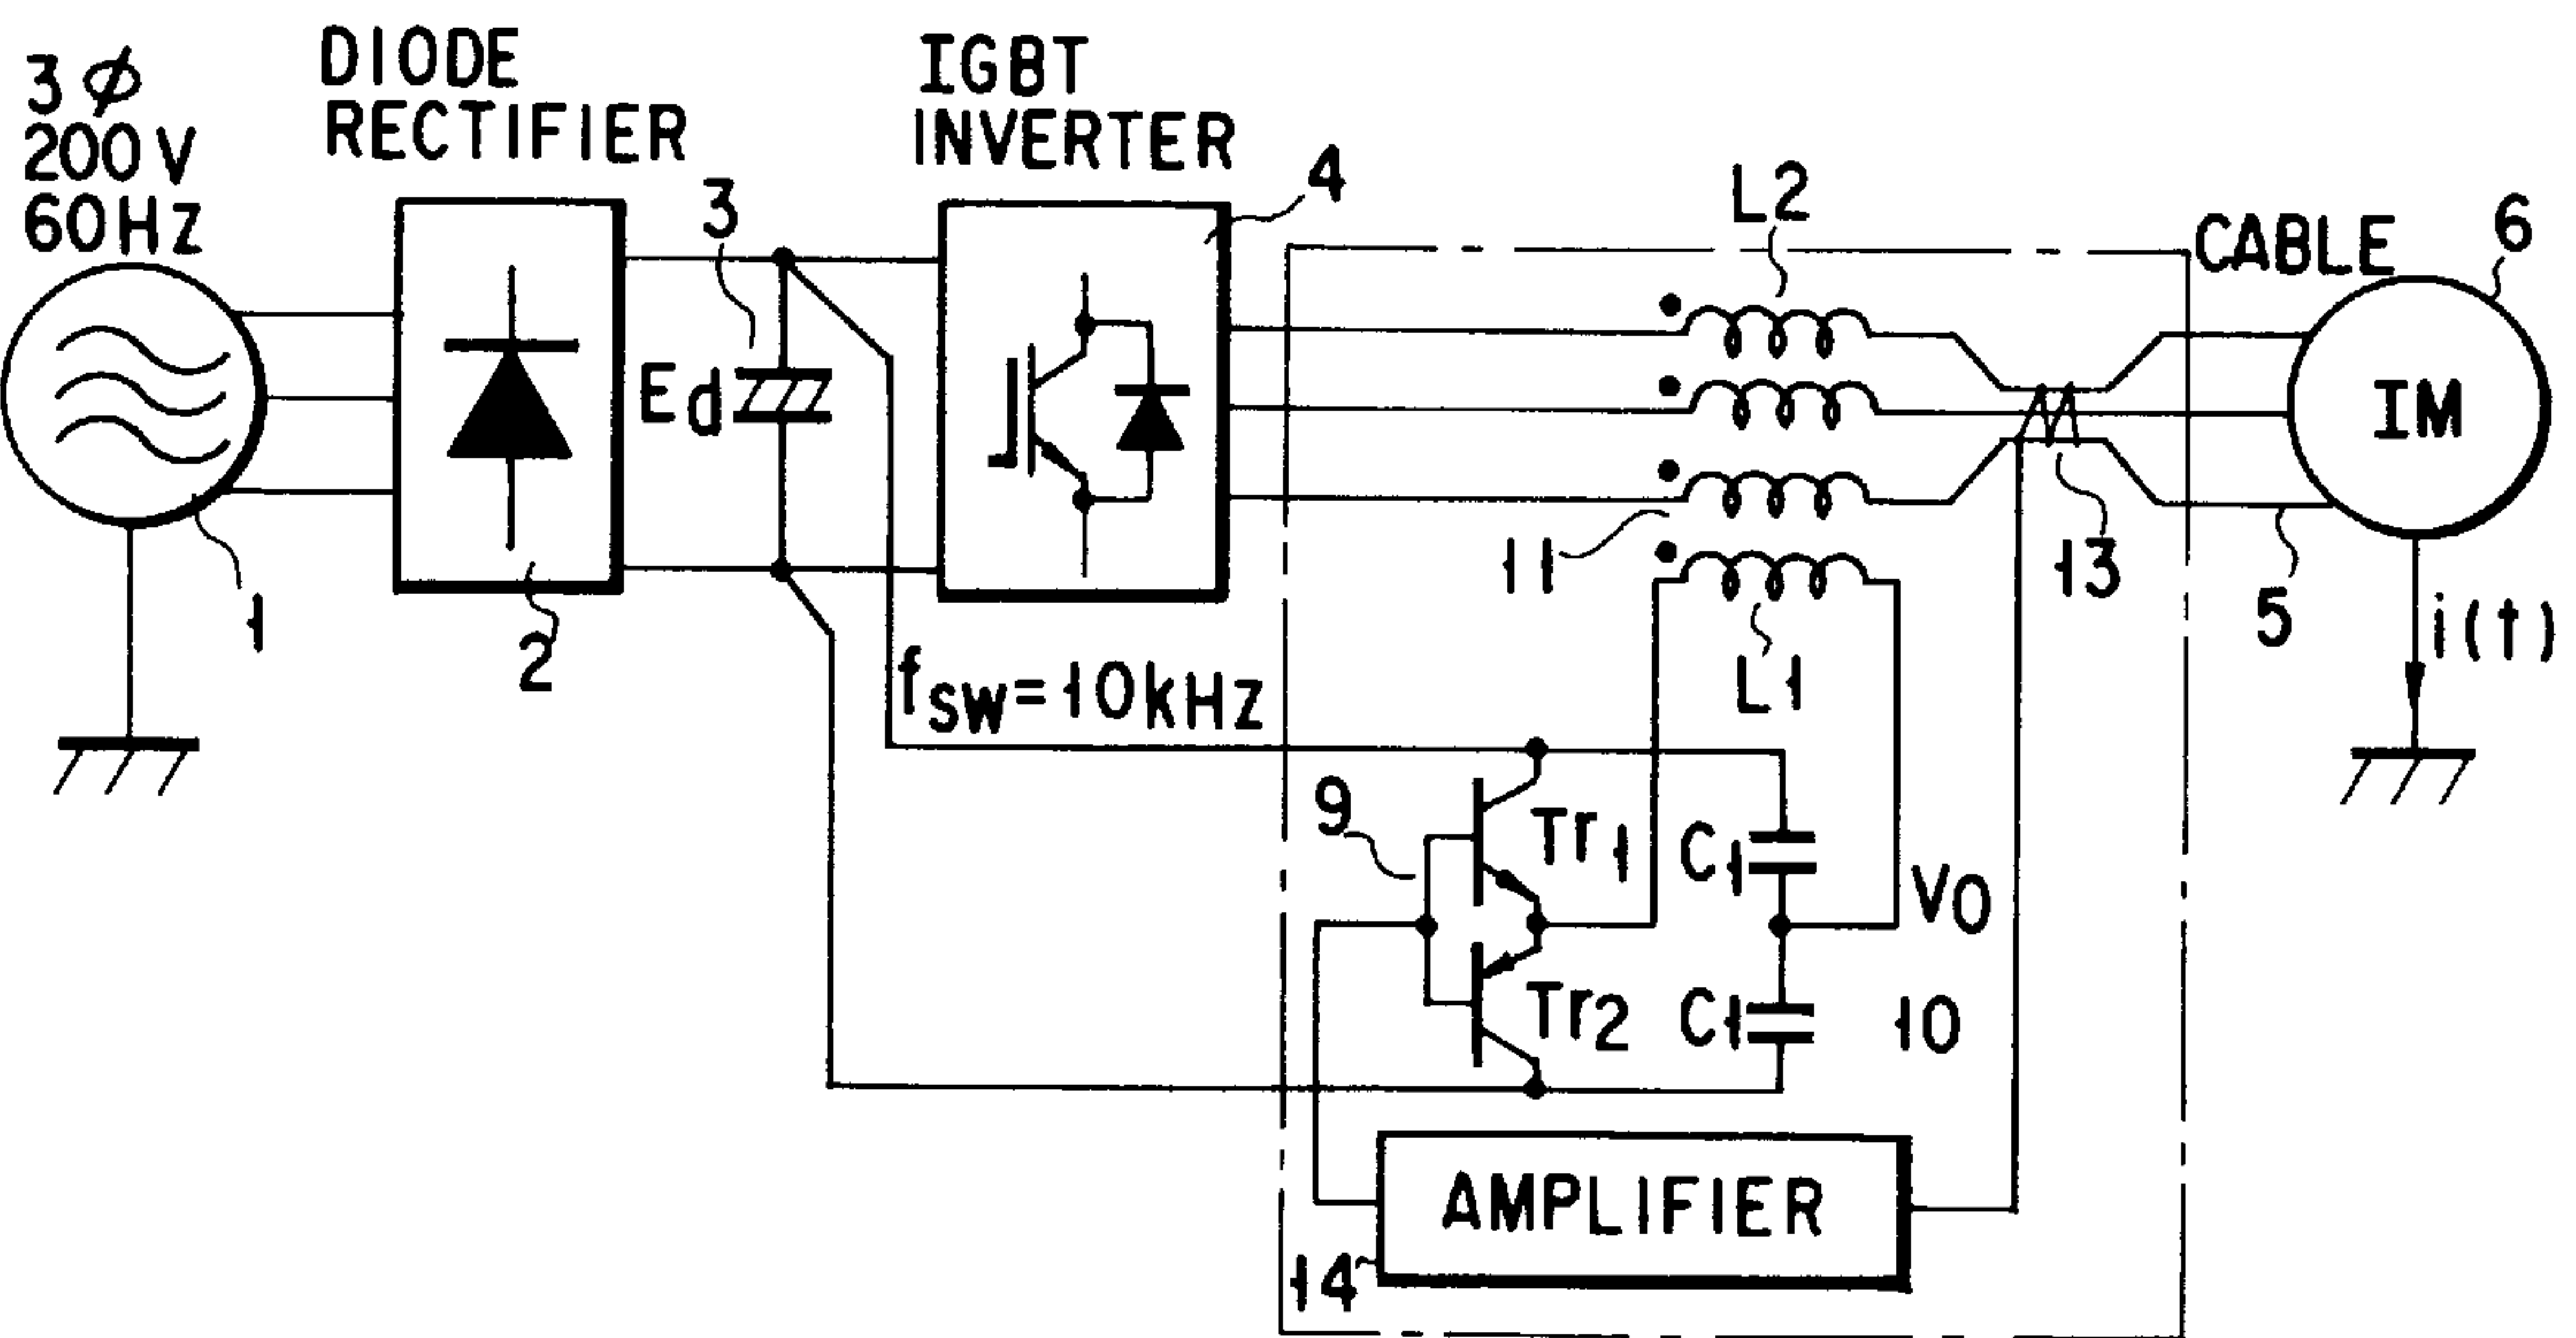 3 φ
200 V
60 Hz
DIODE
RECTIFIER
IGBT
INVERTER
3
4
L2
CABLE
6
Ed
IM
11
13
1
2
5
i(t)
fsw=10kHz
L1
9
Tr1
C1
V0
Tr2
C1
10
AMPLIFIER
14